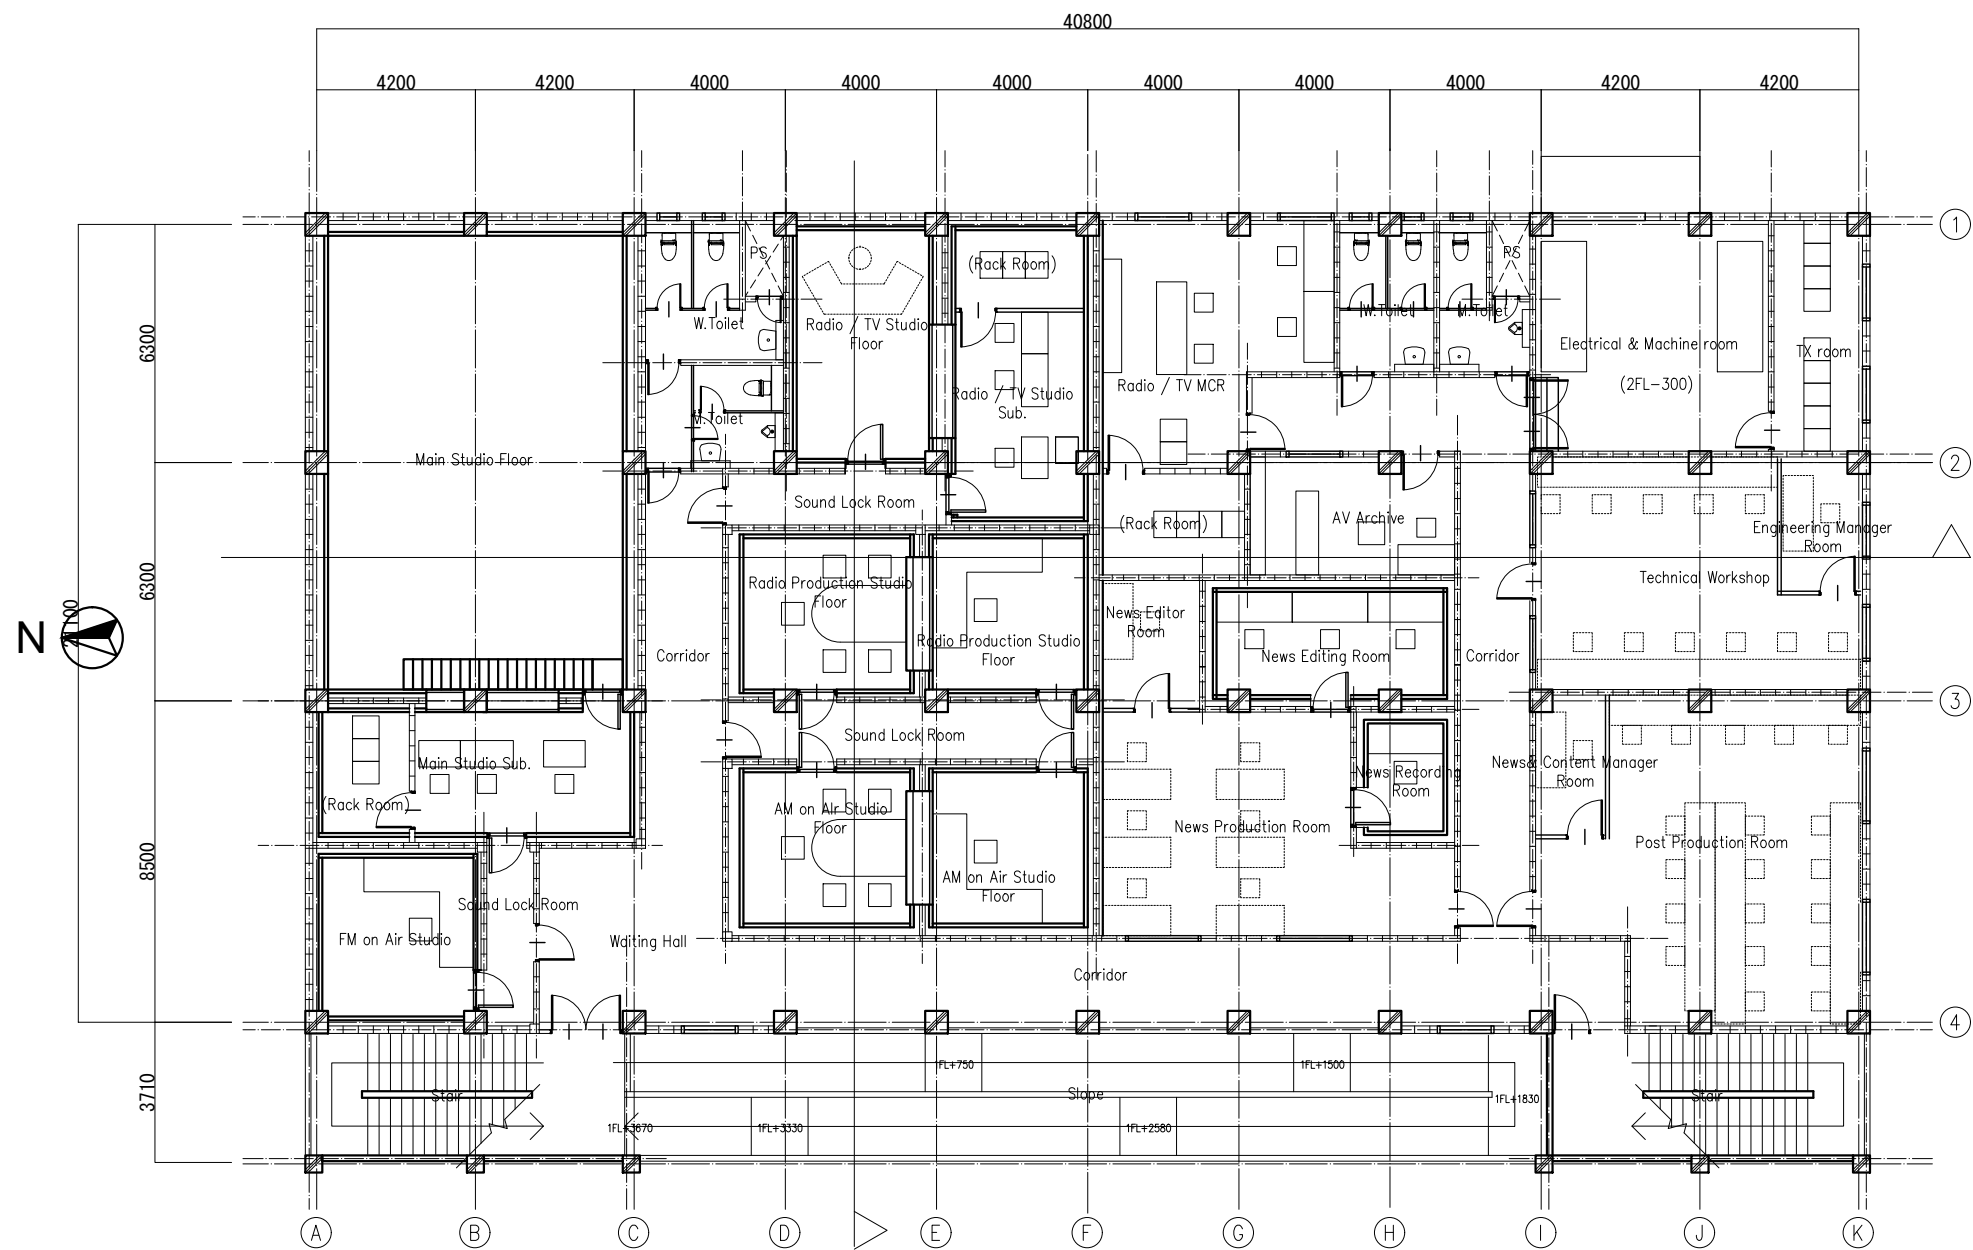 40800
4200 4200 4000 4000 4000 4000 4000 4000 4200 4200
1
PS
PS
(Rack Room)
W.Toilet
Radio / TV Studio
Floor
W.Toilet
M.Toilet
6300
Electrical & Machine room
TX room
(2FL-300)
Radio / TV MCR
Radio / TV Studio
Sub.
M.Toilet
Main Studio Floor
2
Sound Lock Room
(Rack Room)
AV Archive
Engineering Manager
Room
6300
Radio Production Studio
Floor
Technical Workshop
News Editor
Room
N
21100
Radio Production Studio
Floor
Corridor
News Editing Room
Corridor
3
Sound Lock Room
Main Studio Sub.
(Rack Room)
News& Content Manager
Room
News Recording
Room
AM on Air Studio
Floor
News Production Room
Post Production Room
8500
AM on Air Studio
Floor
Sound Lock Room
FM on Air Studio
Waiting Hall
Corridor
4
1FL+750
1FL+1500
3710
Stair
Slope
1FL+1830
Stair
1FL+3670
1FL+3330
1FL+2580
A B C D E F G H I J K